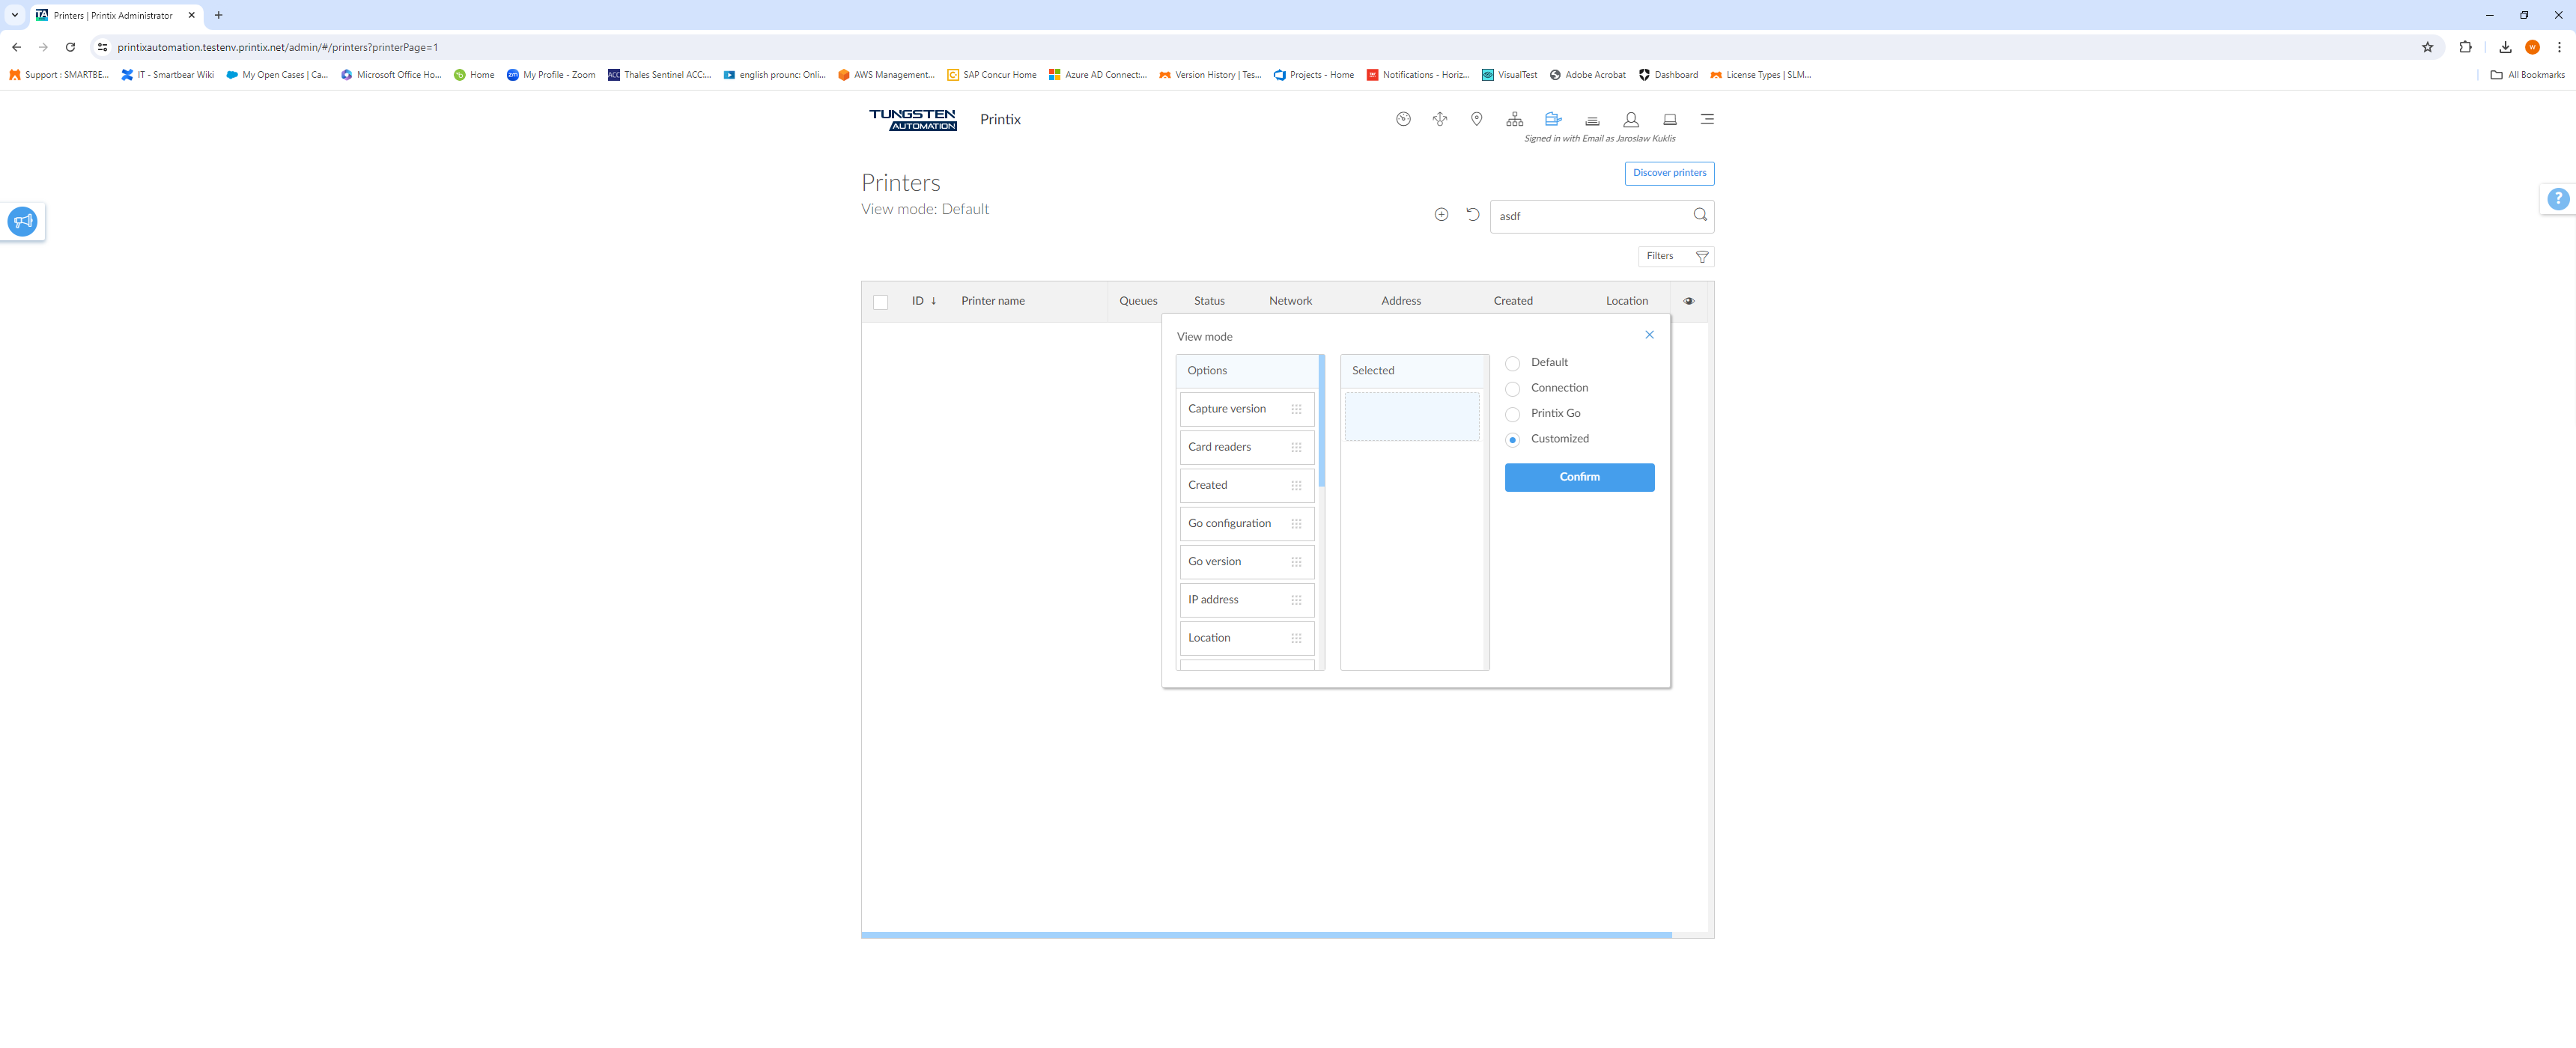 Printers | Printix Administrator
printixautomation.testenv.printix.net/admin/#/printers?printerPage=1
W
Support : SMARTBE... IT - Smartbear Wiki My Open Cases | Ca... Microsoft Office Ho... Home My Profile - Zoom Thales Sentinel ACC:... english prounc: Onli... AWS Management... SAP Concur Home Azure AD Connect:... Version History | Tes... Projects - Home Notifications - Horiz... VisualTest Adobe Acrobat Dashboard License Types | SLM... All Bookmarks
TUNGSTEN
AUTOMATION
Printix
Signed in with Email as Jaroslaw Kuklis
Discover printers
Printers
View mode: Default
asdf
?
Filters
ID ↓ Printer name Queues Status Network Address Created Location
View mode
Options Selected
Capture version
Card readers
Created
Go configuration
Go version
IP address
Location
Default
Connection
Printix Go
Customized
Confirm